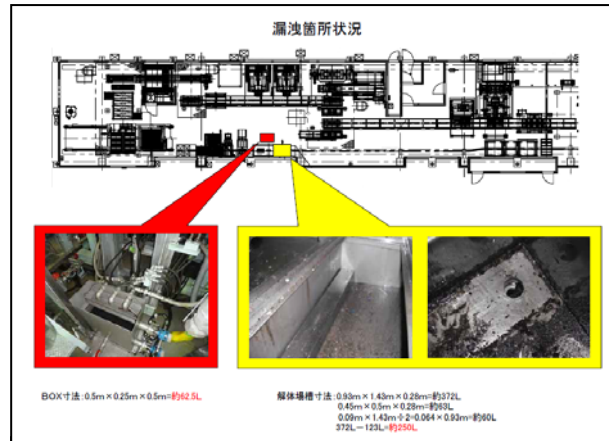 漏洩箇所状況
BOX寸法:0.5m×0.25m×0.5m=約62.5L
解体場槽寸法:0.93m×1.43m×0.28m=約372L
0.45m×0.5m×0.28m=約63L
0.09m×1.43m÷2=0.064×0.93m=約60L
372L-123L=約250L